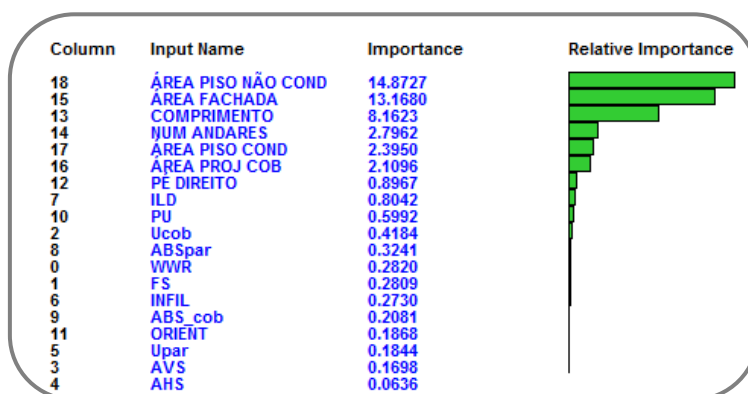 Column Input Name Importance Relative Importance
18 ÁREA PISO NÃO COND 14.8727
15 ÁREA FACHADA 13.1680
13 COMPRIMENTO 8.1623
14 NUM ANDARES 2.7962
17 ÁREA PISO COND 2.3950
16 ÁREA PROJ COB 2.1096
12 PÉ DIREITO 0.8967
7 ILD 0.8042
10 PU 0.5992
2 Ucob 0.4184
8 ABSpar 0.3241
0 WWR 0.2820
1 FS 0.2809
6 INFIL 0.2730
9 ABS_cob 0.2081
11 ORIENT 0.1868
5 Upar 0.1844
3 AVS 0.1698
4 AHS 0.0636